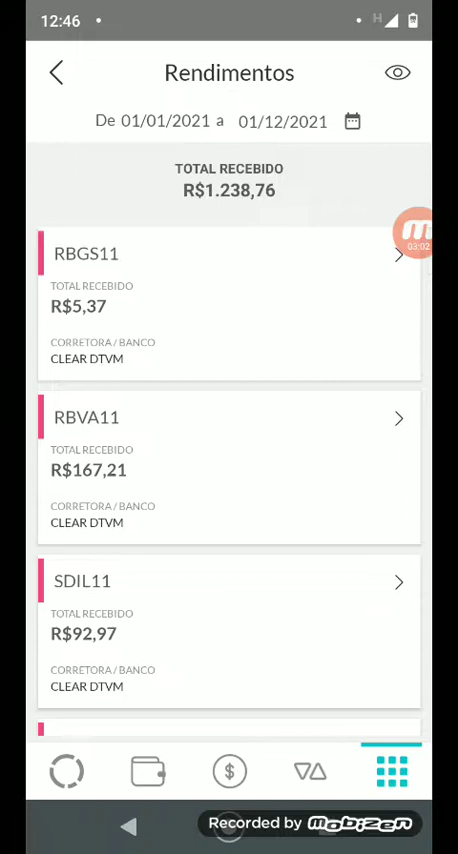 12:46
H
Rendimentos
De 01/01/2021 a 01/12/2021
TOTAL RECEBIDO
R$1.238,76
03:02
RBGS11
TOTAL RECEBIDO
R$5,37
CORRETORA / BANCO
CLEAR DTVM
RBVA11
TOTAL RECEBIDO
R$167,21
CORRETORA / BANCO
CLEAR DTVM
SDIL11
TOTAL RECEBIDO
R$92,97
CORRETORA / BANCO
CLEAR DTVM
$
Recorded by mobizen